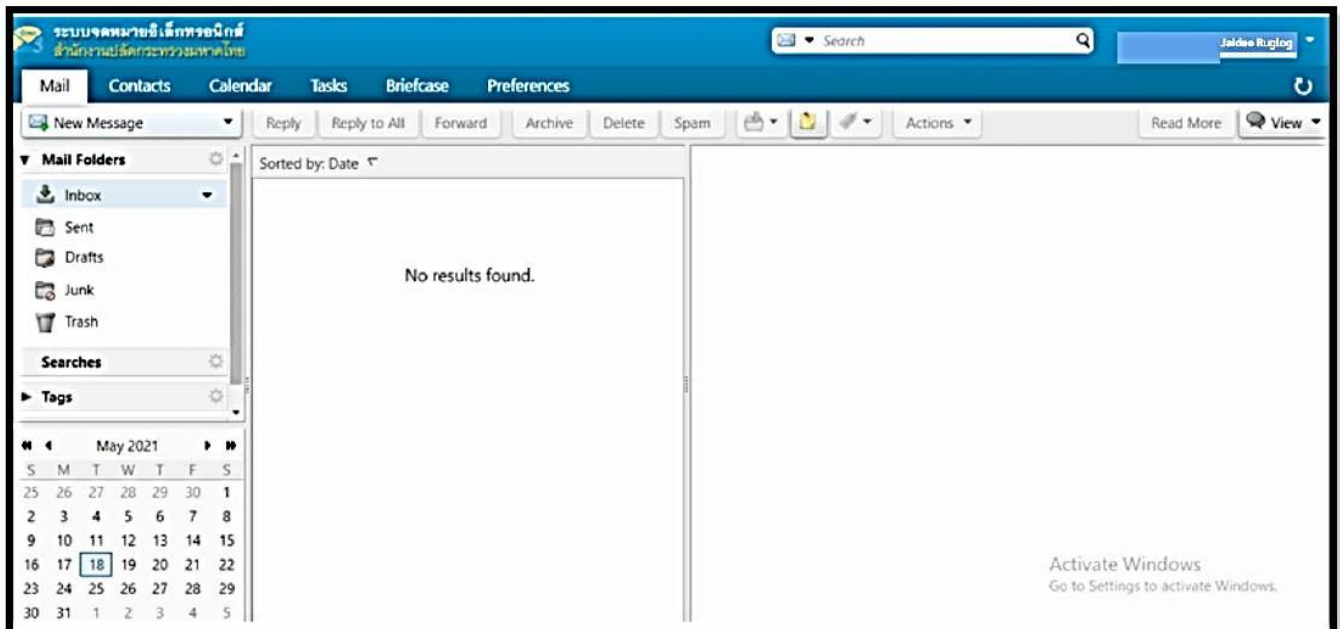 ระบบจดหมายอิเล็กทรอนิกส์
สำนักงานปลัดกระทรวงมหาดไทย
Search
Jaidee Ruglog
Mail Contacts Calendar Tasks Briefcase Preferences
New Message Reply Reply to All Forward Archive Delete Spam Actions Read More View
Mail Folders
Sorted by: Date
Inbox
Sent
Drafts
No results found.
Junk
Trash
Searches
Tags
May 2021
S M T W T F S
25 26 27 28 29 30 1
2 3 4 5 6 7 8
9 10 11 12 13 14 15
16 17 18 19 20 21 22
23 24 25 26 27 28 29
30 31 1 2 3 4 5
Activate Windows
Go to Settings to activate Windows.